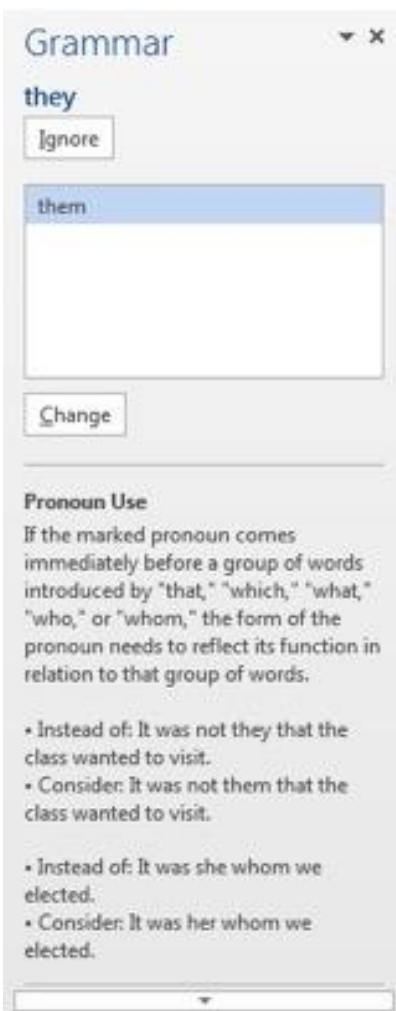 Grammar
they
Ignore
them
Change
Pronoun Use
If the marked pronoun comes
immediately before a group of words
introduced by "that," "which," "what,"
"who," or "whom," the form of the
pronoun needs to reflect its function in
relation to that group of words.
• Instead of: It was not they that the
class wanted to visit.
• Consider: It was not them that the
class wanted to visit.
• Instead of: It was she whom we
elected.
• Consider: It was her whom we
elected.